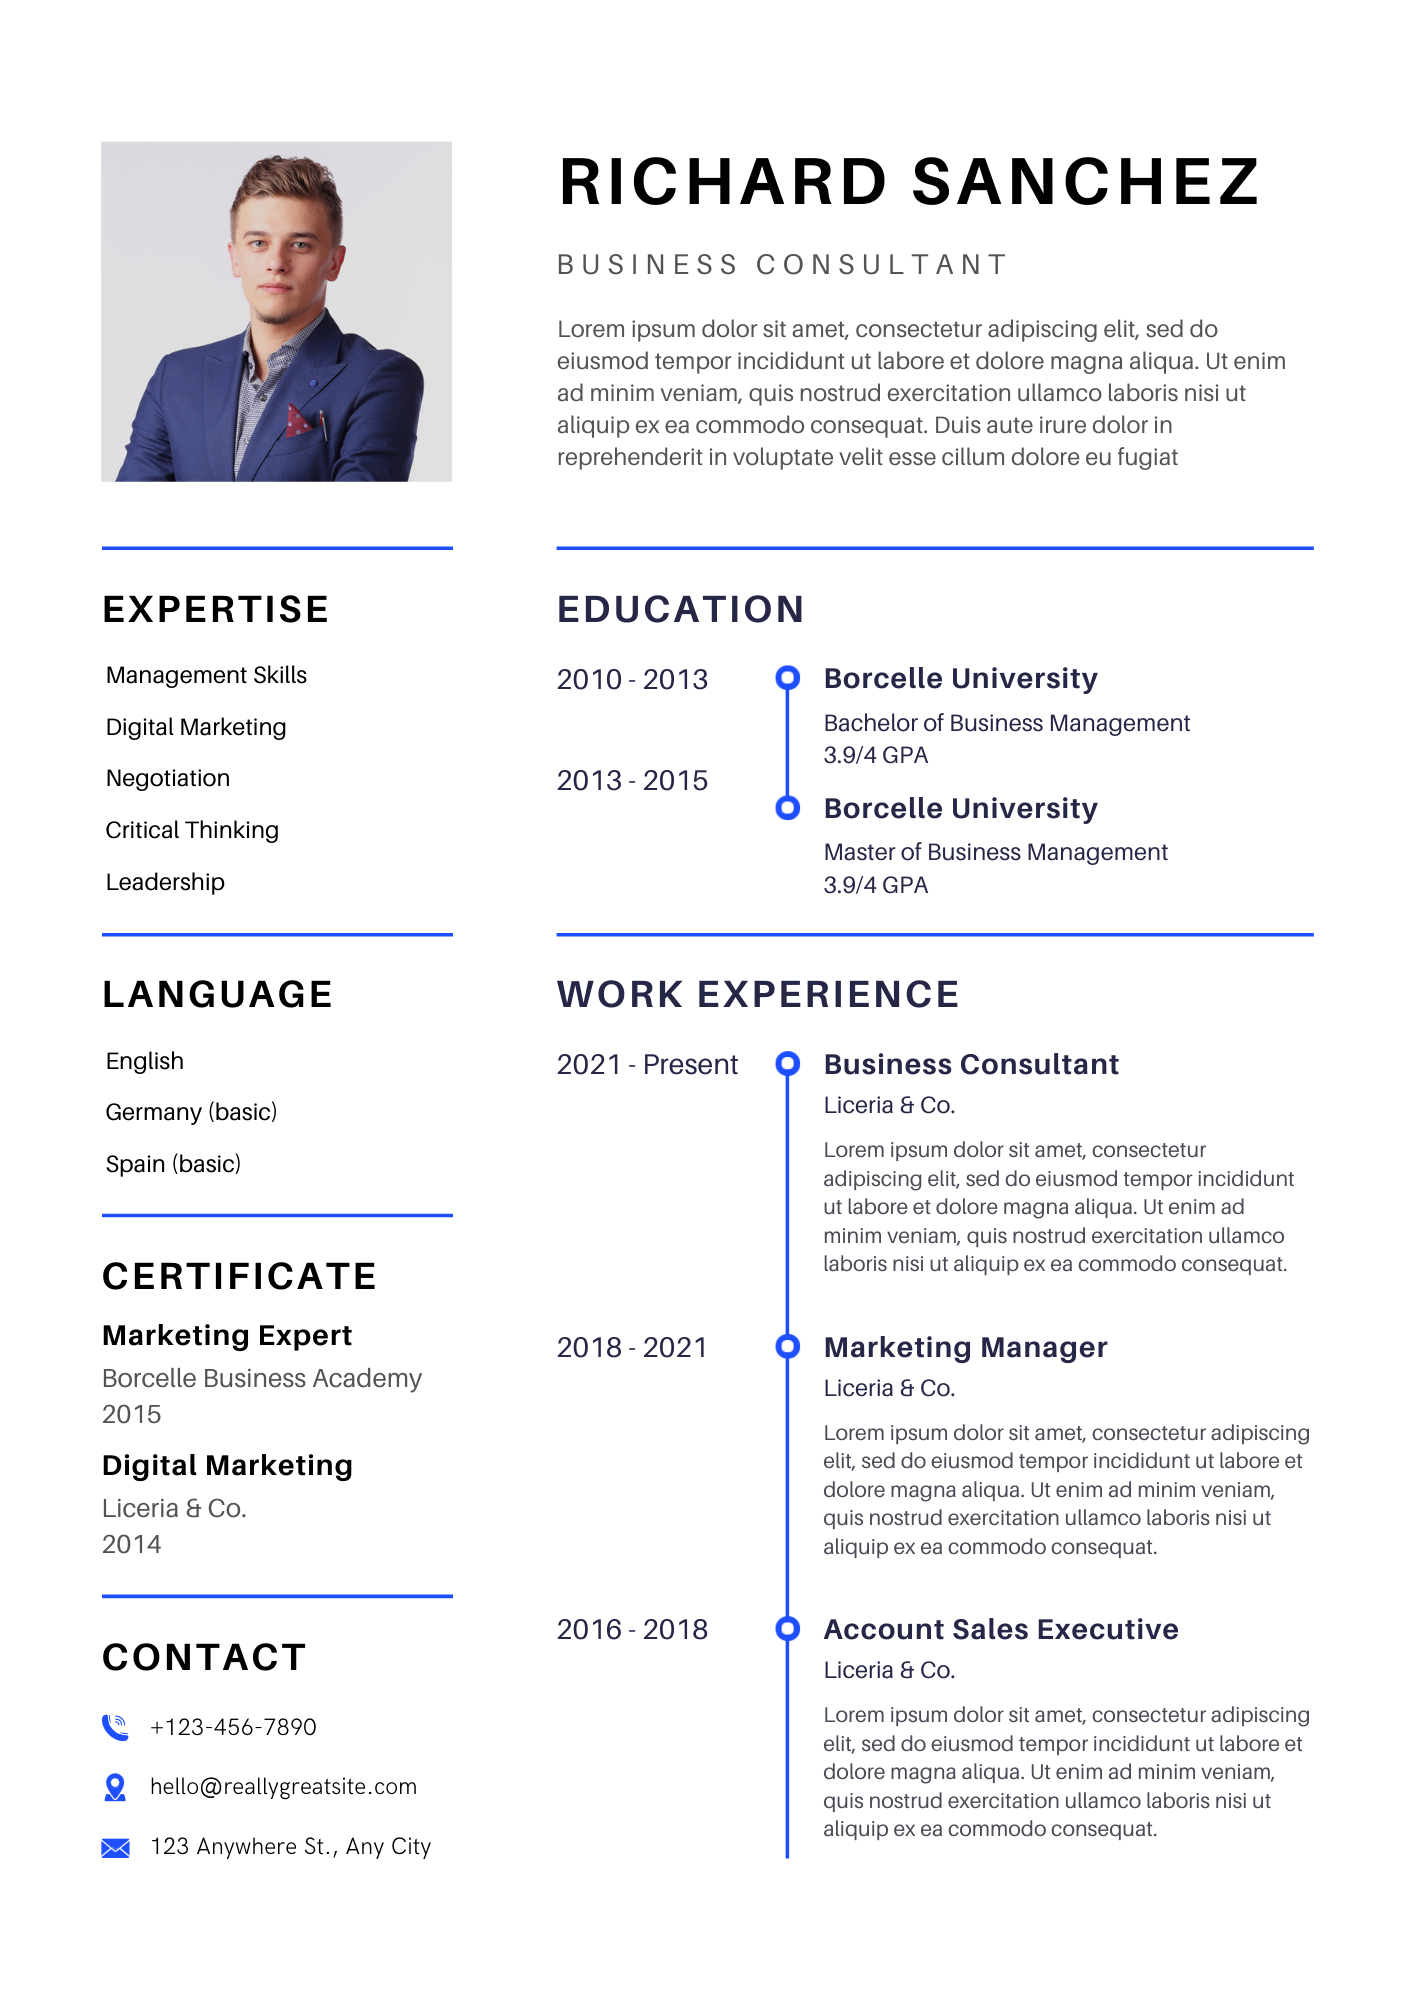 RICHARD SANCHEZ
BUSINESS CONSULTANT
Lorem ipsum dolor sit amet, consectetur adipiscing elit, sed do
eiusmod tempor incididunt ut labore et dolore magna aliqua. Ut enim
ad minim veniam, quis nostrud exercitation ullamco laboris nisi ut
aliquip ex ea commodo consequat. Duis aute irure dolor in
reprehenderit in voluptate velit esse cillum dolore eu fugiat
EXPERTISE
Management Skills
Digital Marketing
Negotiation
Critical Thinking
Leadership
LANGUAGE
English
Germany (basic)
Spain (basic)
CERTIFICATE
Marketing Expert
Borcelle Business Academy
2015
Digital Marketing
Liceria & Co.
2014
CONTACT
+123-456-7890
hello@reallygreatsite.com
123 Anywhere St., Any City
EDUCATION
2010 - 2013
Borcelle University
Bachelor of Business Management
3.9/4 GPA
2013 - 2015
Borcelle University
Master of Business Management
3.9/4 GPA
WORK EXPERIENCE
2021 - Present
Business Consultant
Liceria & Co.
Lorem ipsum dolor sit amet, consectetur
adipiscing elit, sed do eiusmod tempor incididunt
ut labore et dolore magna aliqua. Ut enim ad
minim veniam, quis nostrud exercitation ullamco
laboris nisi ut aliquip ex ea commodo consequat.
2018 - 2021
Marketing Manager
Liceria & Co.
Lorem ipsum dolor sit amet, consectetur adipiscing
elit, sed do eiusmod tempor incididunt ut labore et
dolore magna aliqua. Ut enim ad minim veniam,
quis nostrud exercitation ullamco laboris nisi ut
aliquip ex ea commodo consequat.
2016 - 2018
Account Sales Executive
Liceria & Co.
Lorem ipsum dolor sit amet, consectetur adipiscing
elit, sed do eiusmod tempor incididunt ut labore et
dolore magna aliqua. Ut enim ad minim veniam,
quis nostrud exercitation ullamco laboris nisi ut
aliquip ex ea commodo consequat.